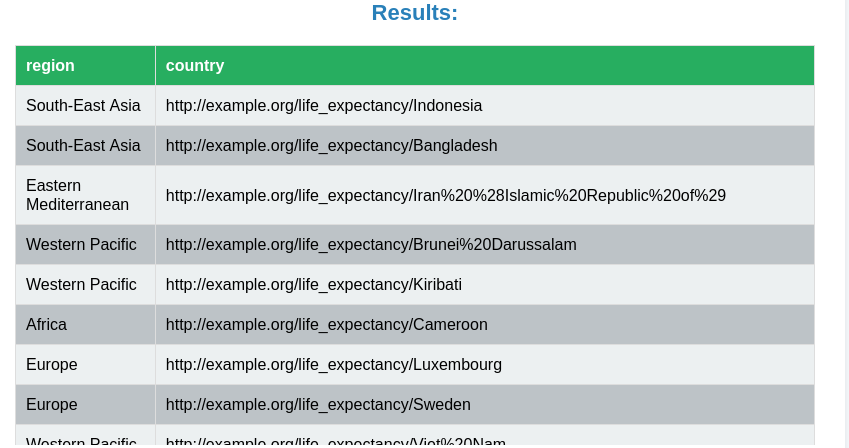 Results:
region country
South-East Asia http://example.org/life_expectancy/Indonesia
South-East Asia http://example.org/life_expectancy/Bangladesh
Eastern
Mediterranean http://example.org/life_expectancy/Iran%20%28Islamic%20Republic%20of%29
Western Pacific http://example.org/life_expectancy/Brunei%20Darussalam
Western Pacific http://example.org/life_expectancy/Kiribati
Africa http://example.org/life_expectancy/Cameroon
Europe http://example.org/life_expectancy/Luxembourg
Europe http://example.org/life_expectancy/Sweden
Western Pacific http://example.org/life_expectancy/Viet%20Nam